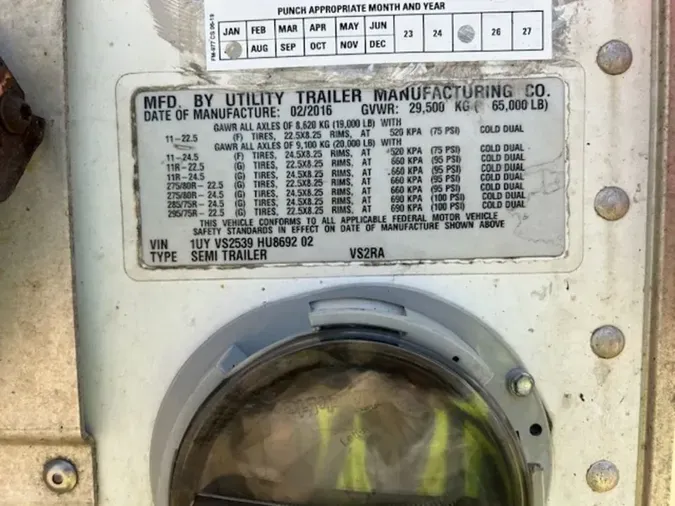 PUNCH APPROPRIATE MONTH AND YEAR
JAN FEB MAR APR MAY JUN 23 24 26 27
AUG SEP OCT NOV DEC
FM-977 CS 06-18
MFD. BY UTILITY TRAILER MANUFACTURING CO.
DATE OF MANUFACTURE: 02/2016 GVWR: 29,500 KG ( 65,000 LB)
GAWR ALL AXLES OF 8,620 KG (19,000 LB) WITH
11-22.5 (F) TIRES, 22.5X8.25 RIMS, AT 520 KPA (75 PSI) COLD DUAL
GAWR ALL AXLES OF 9,100 KG (20,000 LB) WITH
11-24.5 (F) TIRES, 24.5X8.25 RIMS, AT 520 KPA (75 PSI) COLD DUAL
11R-22.5 (G) TIRES, 22.5X8.25 RIMS, AT 660 KPA (95 PSI) COLD DUAL
11R-24.5 (G) TIRES, 24.5X8.25 RIMS, AT 660 KPA (95 PSI) COLD DUAL
275/80R-22.5 (G) TIRES, 22.5X8.25 RIMS, AT 660 KPA (95 PSI) COLD DUAL
275/80R-24.5 (G) TIRES, 24.5X8.25 RIMS, AT 660 KPA (95 PSI) COLD DUAL
285/75R-24.5 (G) TIRES, 24.5X8.25 RIMS, AT 690 KPA (100 PSI) COLD DUAL
295/75R-22.5 (G) TIRES, 22.5X8.25 RIMS, AT 690 KPA (100 PSI) COLD DUAL
THIS VEHICLE CONFORMS TO ALL APPLICABLE FEDERAL MOTOR VEHICLE
SAFETY STANDARDS IN EFFECT ON DATE OF MANUFACTURE SHOWN ABOVE
VIN 1UY VS2539 HU8692 02
TYPE SEMI TRAILER VS2RA